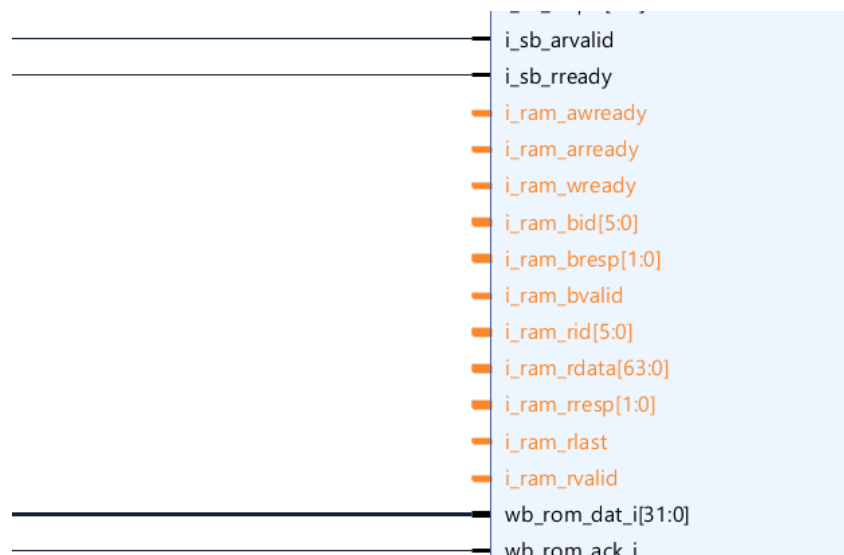 i_sb_arvalid
i_sb_rready
i_ram_awready
i_ram_arready
i_ram_wready
i_ram_bid[5:0]
i_ram_bresp[1:0]
i_ram_bvalid
i_ram_rid[5:0]
i_ram_rdata[63:0]
i_ram_rresp[1:0]
i_ram_rlast
i_ram_rvalid
wb_rom_dat_i[31:0]
wb_rom_ack_i